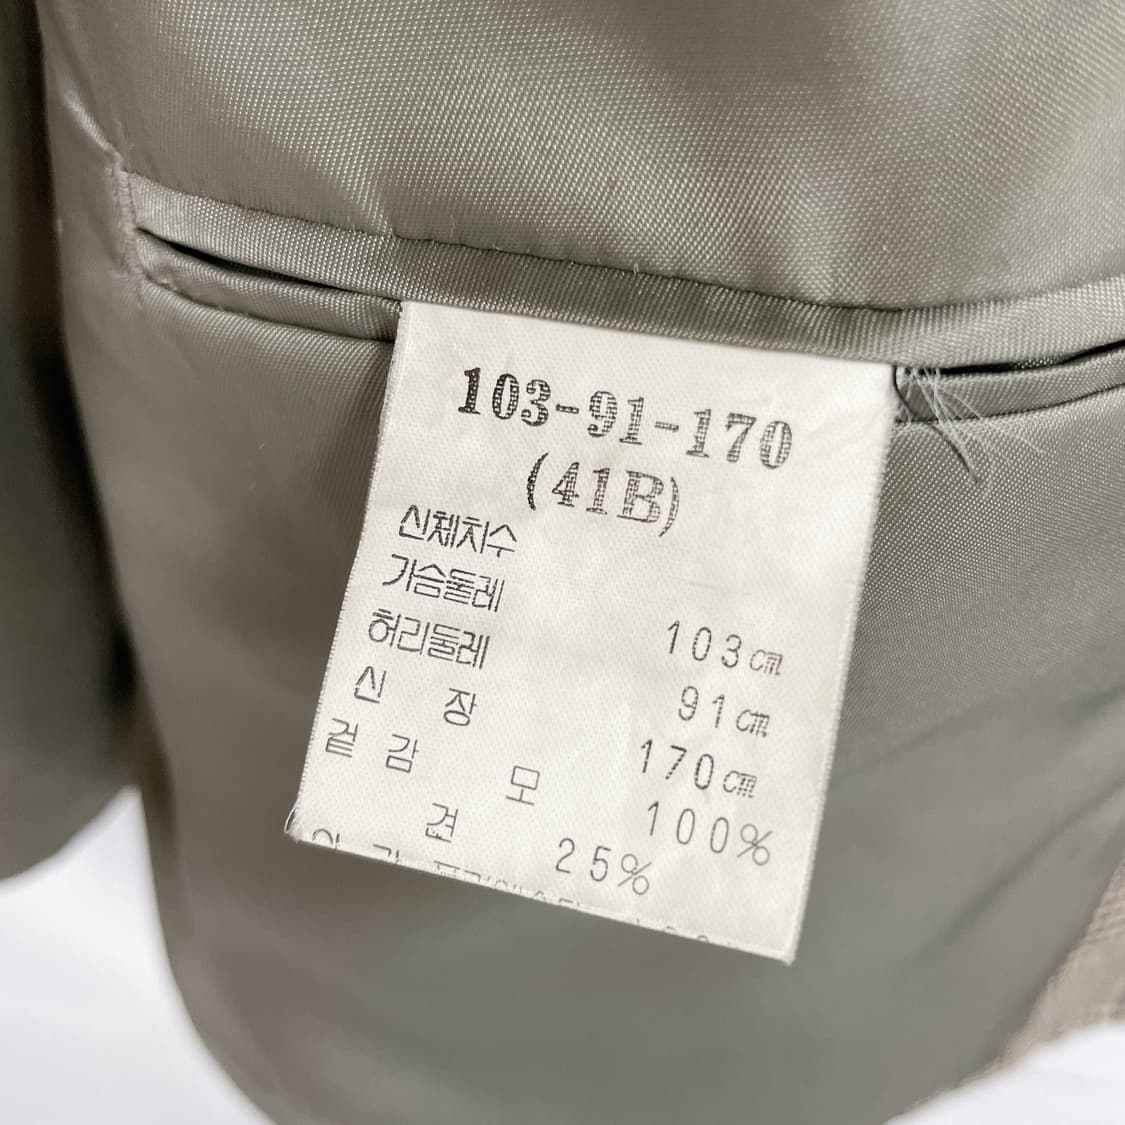 103-91-170
(41B)
신체치수
가슴둘레 103㎝
허리둘레 91㎝
신 장 170㎝
겉감 모 100%
견 25%